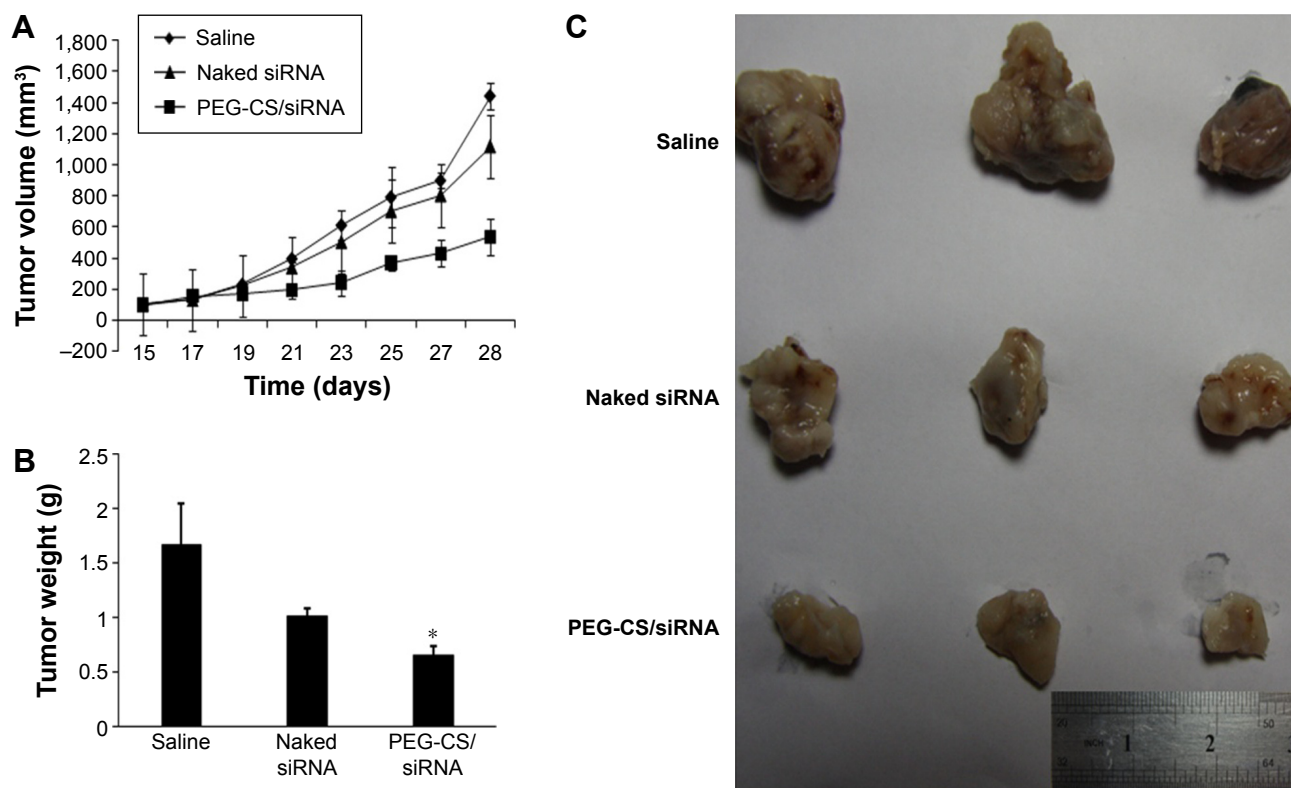 A
Tumor volume (mm³)
1,800
1,600
1,400
1,200
1,000
800
600
400
200
0
–200
Saline
Naked siRNA
PEG-CS/siRNA
15 17 19 21 23 25 27 28
Time (days)
B
Tumor weight (g)
2.5
2
1.5
1
0.5
0
*
Saline
Naked siRNA
PEG-CS/ siRNA
C
Saline
Naked siRNA
PEG-CS/siRNA
50
INCH 1 2
32 64